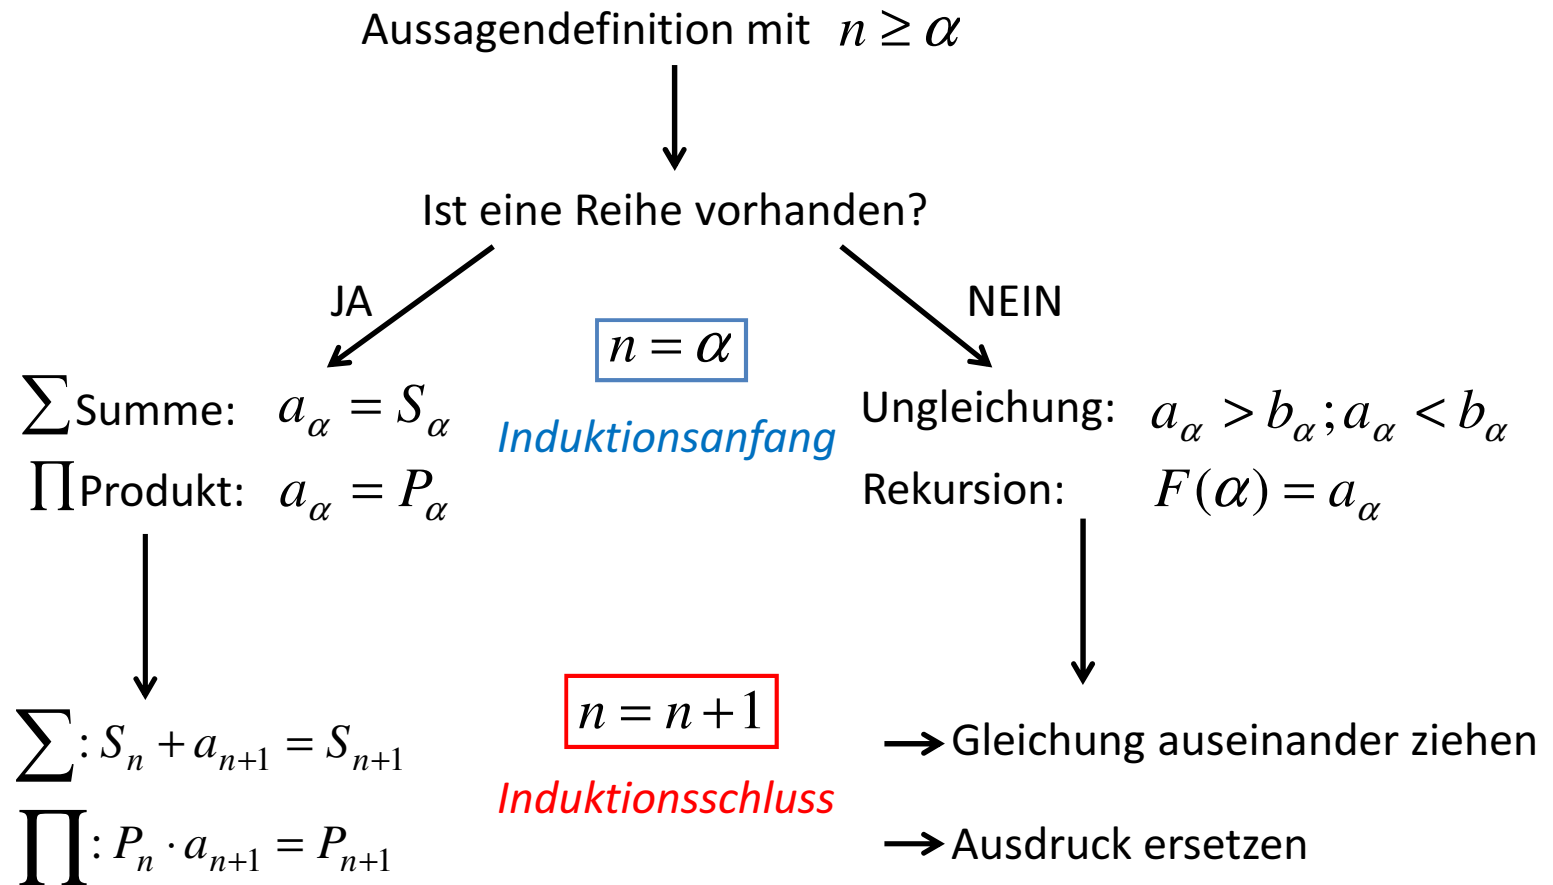 Aussagendefinition mit n ≥ α
Ist eine Reihe vorhanden?
JA
NEIN
n = α
Induktionsanfang
∑ Summe: a_α = S_α
∏ Produkt: a_α = P_α
Ungleichung: a_α > b_α; a_α < b_α
Rekursion: F(α) = a_α
n = n + 1
Induktionsschluss
∑: S_n + a_{n+1} = S_{n+1}
∏: P_n · a_{n+1} = P_{n+1}
→ Gleichung auseinander ziehen
→ Ausdruck ersetzen